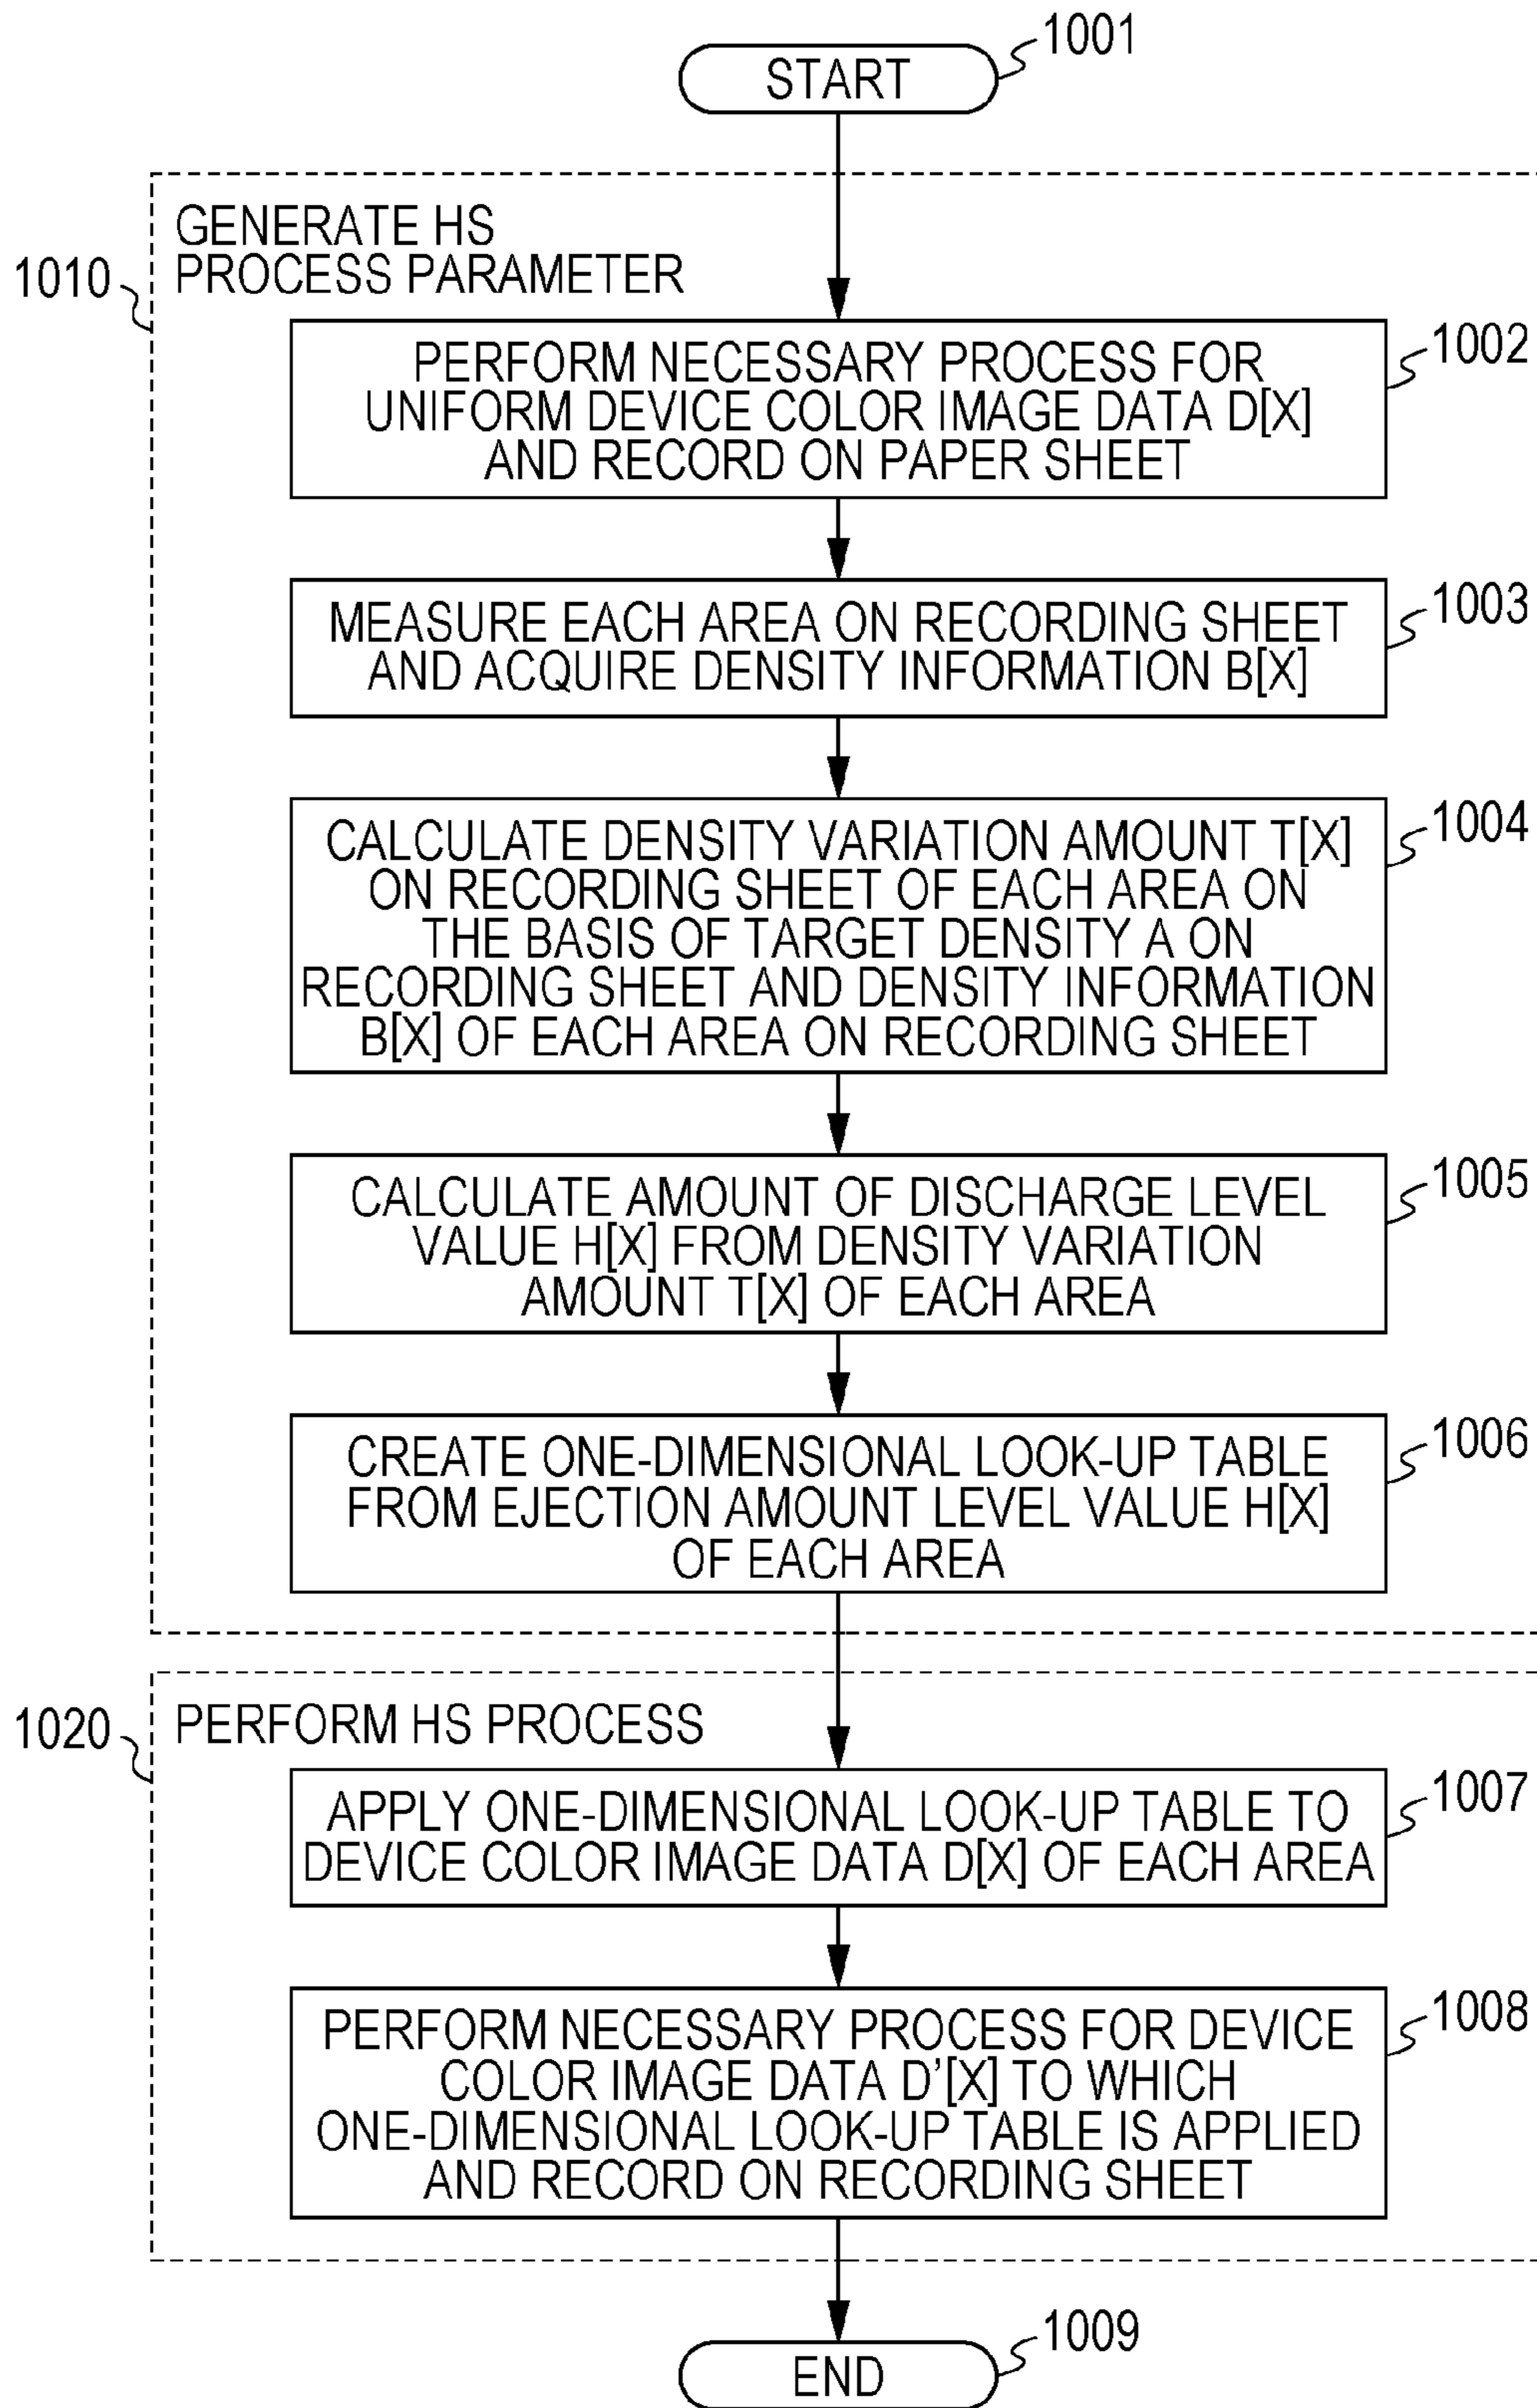 1001
START
GENERATE HS
PROCESS PARAMETER
1010
1002
PERFORM NECESSARY PROCESS FOR
UNIFORM DEVICE COLOR IMAGE DATA D[X]
AND RECORD ON PAPER SHEET
1003
MEASURE EACH AREA ON RECORDING SHEET
AND ACQUIRE DENSITY INFORMATION B[X]
1004
CALCULATE DENSITY VARIATION AMOUNT T[X]
ON RECORDING SHEET OF EACH AREA ON
THE BASIS OF TARGET DENSITY A ON
RECORDING SHEET AND DENSITY INFORMATION
B[X] OF EACH AREA ON RECORDING SHEET
1005
CALCULATE AMOUNT OF DISCHARGE LEVEL
VALUE H[X] FROM DENSITY VARIATION
AMOUNT T[X] OF EACH AREA
1006
CREATE ONE-DIMENSIONAL LOOK-UP TABLE
FROM EJECTION AMOUNT LEVEL VALUE H[X]
OF EACH AREA
1020
PERFORM HS PROCESS
1007
APPLY ONE-DIMENSIONAL LOOK-UP TABLE TO
DEVICE COLOR IMAGE DATA D[X] OF EACH AREA
1008
PERFORM NECESSARY PROCESS FOR DEVICE
COLOR IMAGE DATA D'[X] TO WHICH
ONE-DIMENSIONAL LOOK-UP TABLE IS APPLIED
AND RECORD ON RECORDING SHEET
1009
END